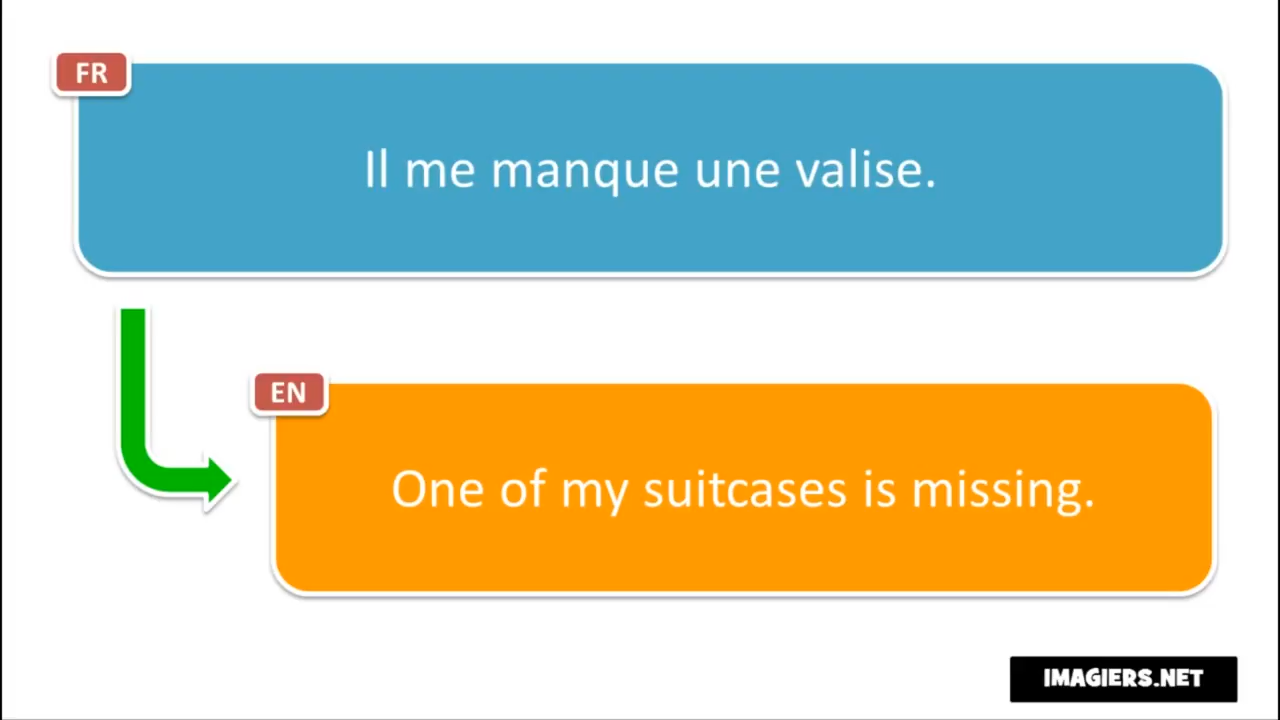 FR
Il me manque une valise.
EN
One of my suitcases is missing.
IMAGIERS.NET